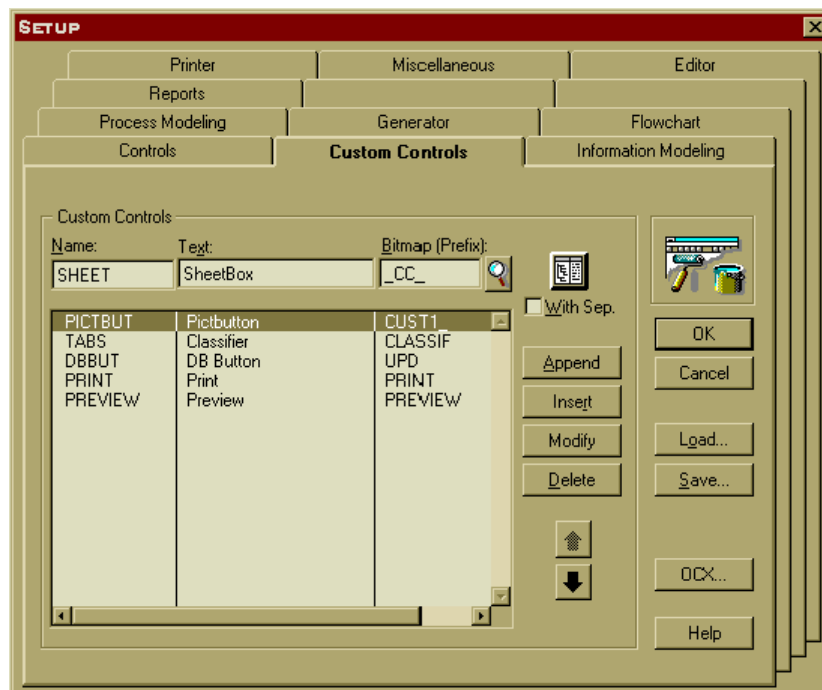 SETUP
Printer Miscellaneous Editor
Reports
Process Modeling Generator Flowchart
Controls Custom Controls Information Modeling
Custom Controls
Name: Text: Bitmap (Prefix):
SHEET SheetBox _CC_
With Sep.
PICTBUT Pictbutton CUST1_
TABS Classifier CLASSIF
DBBUT DB Button UPD
PRINT Print PRINT
PREVIEW Preview PREVIEW
Append
Insert
Modify
Delete
OK
Cancel
Load...
Save...
OCX...
Help